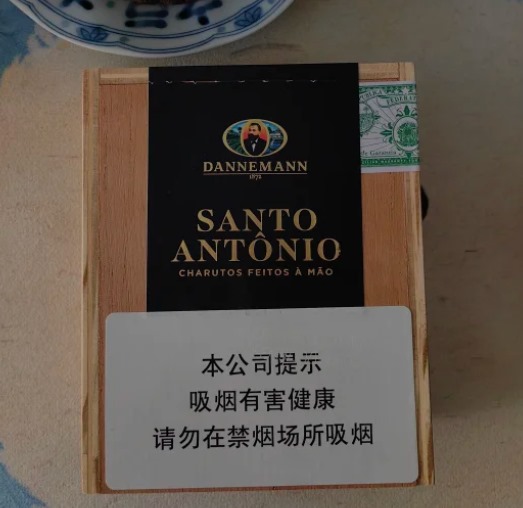 DANNEMANN
1872
SANTO
ANTÔNIO
CHARUTOS FEITOS À MÃO
本公司提示
吸烟有害健康
请勿在禁烟场所吸烟